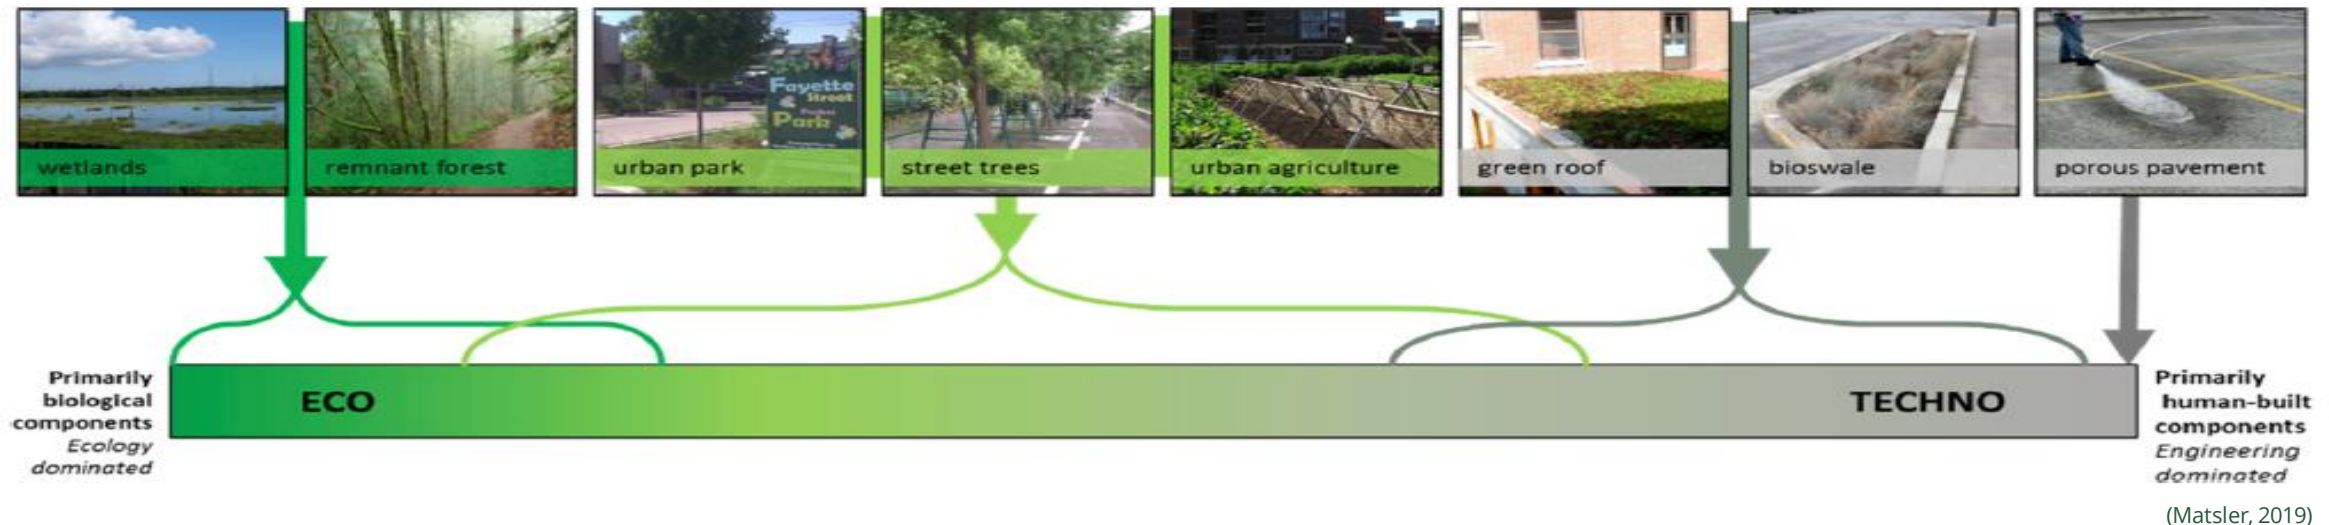 Fayette
Street
Park
wetlands
remnant forest
urban park
street trees
urban agriculture
green roof
bioswale
porous pavement
Primarily
biological
components
Ecology
dominated
ECO
TECHNO
Primarily
human-built
components
Engineering
dominated
(Matsler, 2019)